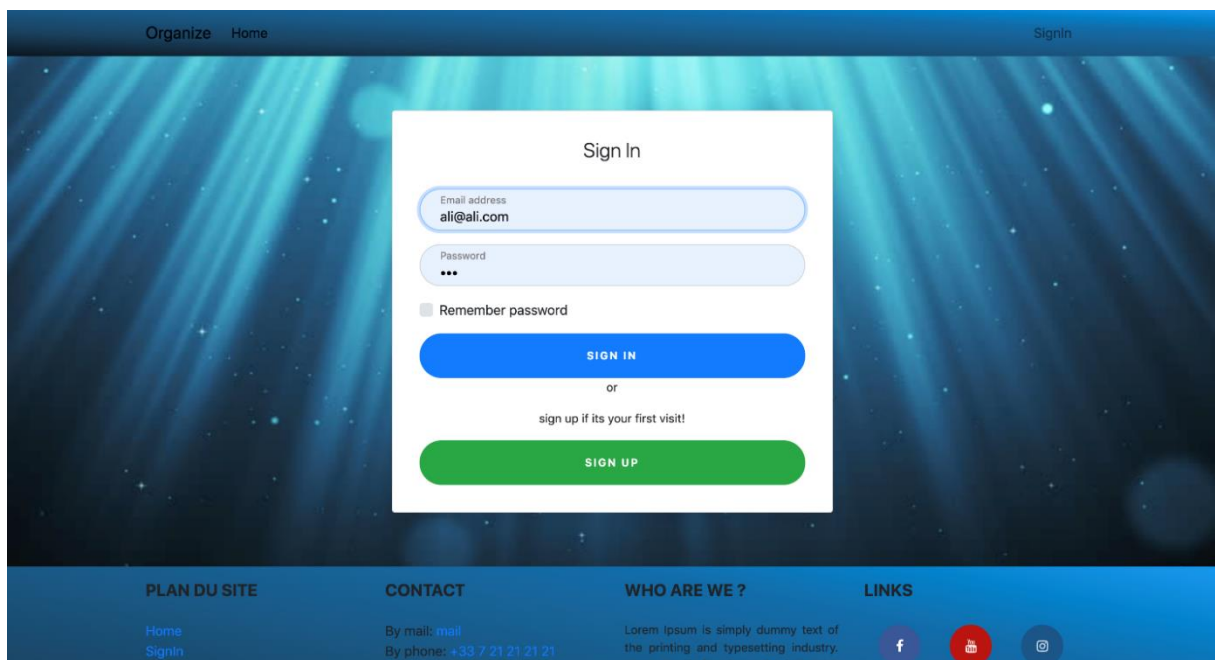 Organize Home SignIn
Sign In
Email address
ali@ali.com
Password
•••
Remember password
SIGN IN
or
sign up if its your first visit!
SIGN UP
PLAN DU SITE
Home
SignIn
CONTACT
By mail: mail
By phone: +33 7 21 21 21 21
WHO ARE WE ?
Lorem Ipsum is simply dummy text of
the printing and typesetting industry.
LINKS
f
You Tube